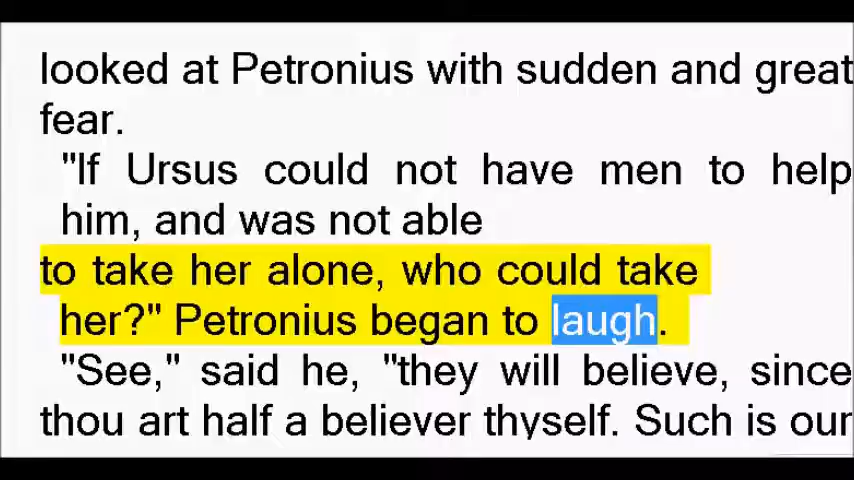 looked at Petronius with sudden and great
fear.
"If Ursus could not have men to help
him, and was not able
to take her alone, who could take
her?" Petronius began to laugh.
"See," said he, "they will believe, since
thou art half a believer thyself. Such is our